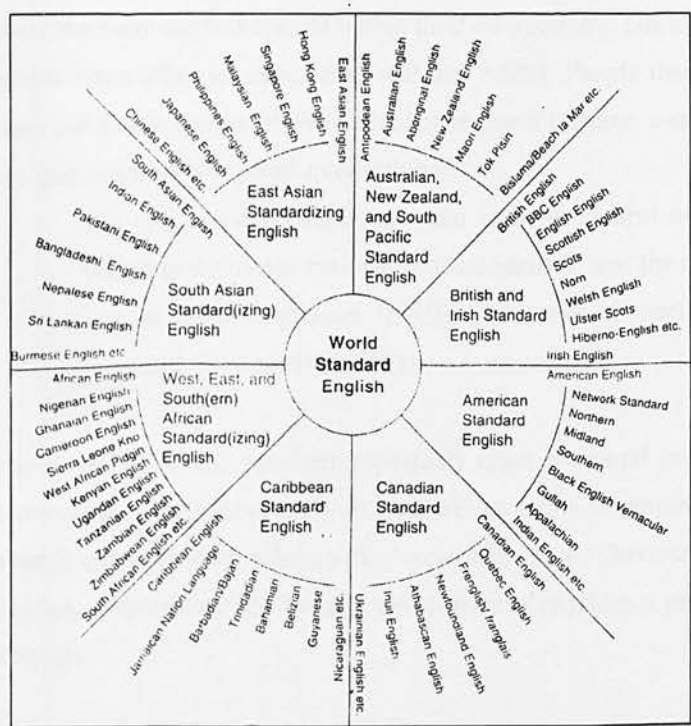 World
Standard
English
East Asian
Standardizing
English
Australian,
New Zealand,
and South
Pacific
Standard
English
British and
Irish Standard
English
American
Standard
English
Canadian
Standard
English
Caribbean
Standard
English
West, East, and
South(ern)
African
Standard(izing)
English
South Asian
Standard(izing)
English
Antipodean English
Australian English
Aboriginal English
New Zealand English
Maori English
Tok Pisin
Bislama/Beach la Mar etc.
British English
BBC English
English English
Scottish English
Scots
Norn
Welsh English
Ulster Scots
Hiberno-English etc.
Irish English
American English
Network Standard
Northern
Midland
Southern
Black English Vernacular
Gullah
Appalachian
Indian English etc
Canadian English
Quebec English
Frenglish/ franglais
Newfoundland English
Athabascan English
Inuit English
Ukrainian English etc.
Caribbean English
Jamaican Nation Language
Barbadian/Bajan
Trinidadian
Bahamian
Belizian
Guyanese
Nicaraguan etc
African English
Nigerian English
Ghanaian English
Cameroon English
Sierra Leone Krio
West African Pidgin
Kenyan English
Ugandan English
Tanzanian English
Zambian English
Zimbabwean English
South African English etc.
South Asian English
Indian English
Pakistani English
Bangladeshi English
Nepalese English
Sri Lankan English
Burmese English etc
East Asian English
Hong Kong English
Singapore English
Malaysian English
Philippines English
Japanese English
Chinese English etc.